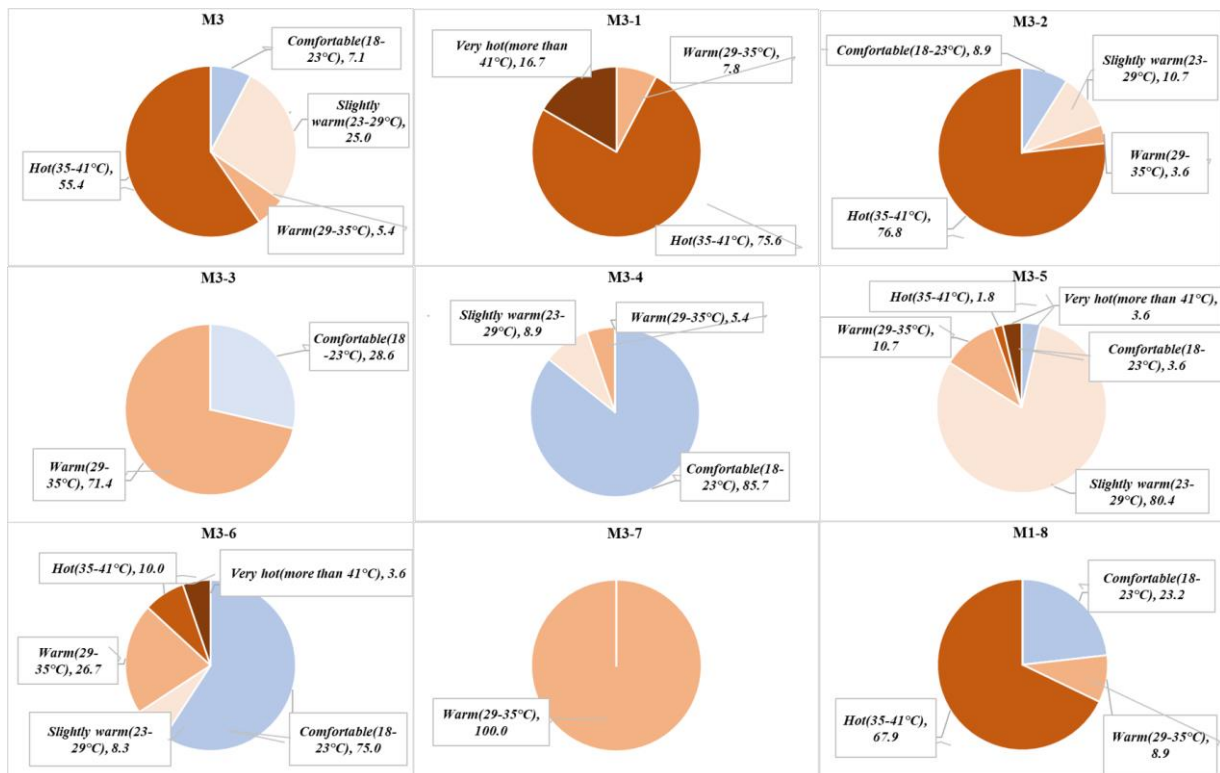 M3
Comfortable(18-
23°C), 7.1
Slightly
warm(23-29°C),
25.0
Hot(35-41°C),
55.4
Warm(29-35°C), 5.4
M3-1
Very hot(more than
41°C), 16.7
Warm(29-35°C),
7.8
Hot(35-41°C), 75.6
M3-2
Comfortable(18-23°C), 8.9
Slightly warm(23-
29°C), 10.7
Warm(29-
35°C), 3.6
Hot(35-41°C),
76.8
M3-3
Comfortable(18
-23°C), 28.6
Warm(29-
35°C), 71.4
M3-4
Slightly warm(23-
29°C), 8.9
Warm(29-35°C), 5.4
Comfortable(18-
23°C), 85.7
M3-5
Hot(35-41°C), 1.8
Very hot(more than 41°C),
3.6
Warm(29-35°C),
10.7
Comfortable(18-
23°C), 3.6
Slightly warm(23-
29°C), 80.4
M3-6
Hot(35-41°C), 10.0
Very hot(more than 41°C), 3.6
Warm(29-
35°C), 26.7
Slightly warm(23-
29°C), 8.3
Comfortable(18-
23°C), 75.0
M3-7
Warm(29-35°C),
100.0
M1-8
Comfortable(18-
23°C), 23.2
Hot(35-41°C),
67.9
Warm(29-35°C),
8.9